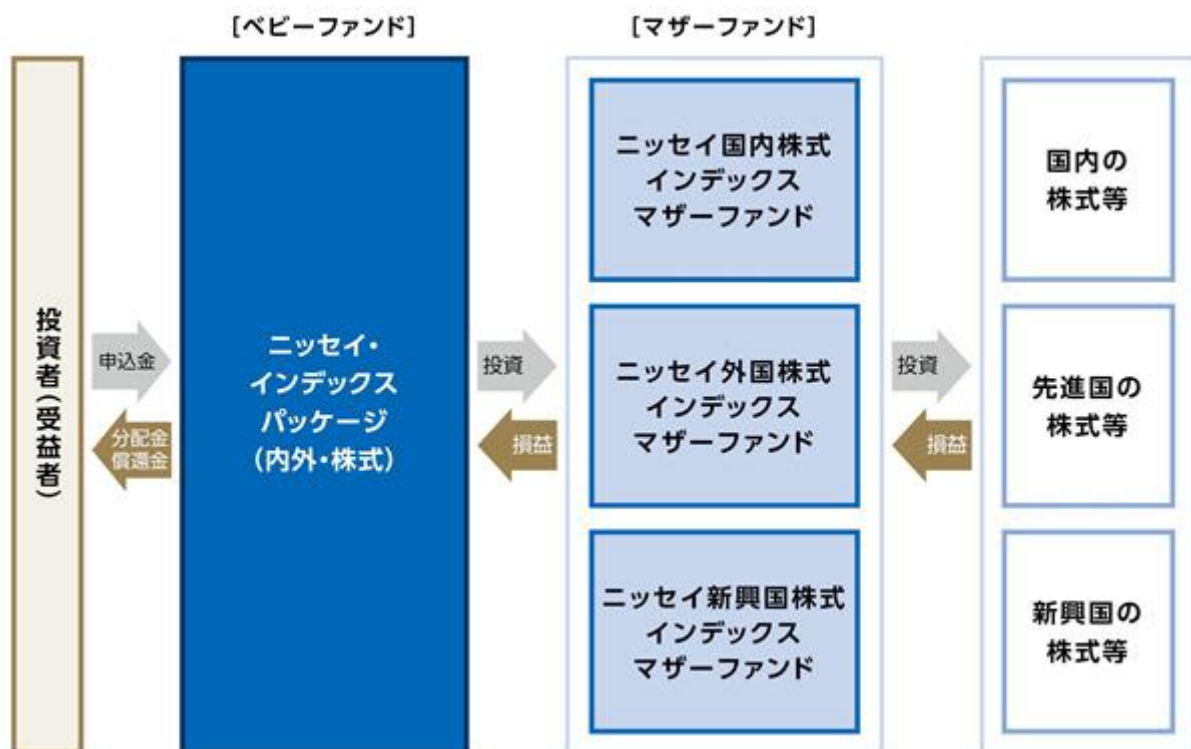 [ベビーファンド]
[マザーファンド]
投資者(受益者)
申込金
分配金
償還金
ニッセイ・
インデックス
パッケージ
(内外・株式)
投資
損益
ニッセイ国内株式
インデックス
マザーファンド
ニッセイ外国株式
インデックス
マザーファンド
ニッセイ新興国株式
インデックス
マザーファンド
投資
損益
国内の
株式等
先進国の
株式等
新興国の
株式等